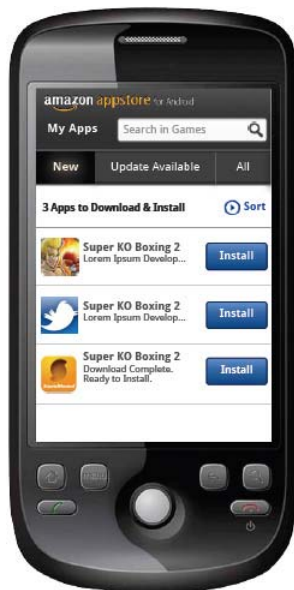 amazon appstore for Android
My Apps
Search in Games
New
Update Available
All
3 Apps to Download & Install
Sort
Super KO Boxing 2
Lorem Ipsum Develop...
Install
Super KO Boxing 2
Lorem Ipsum Develop...
Install
Super KO Boxing 2
Download Complete.
Ready to Install.
Install
menu